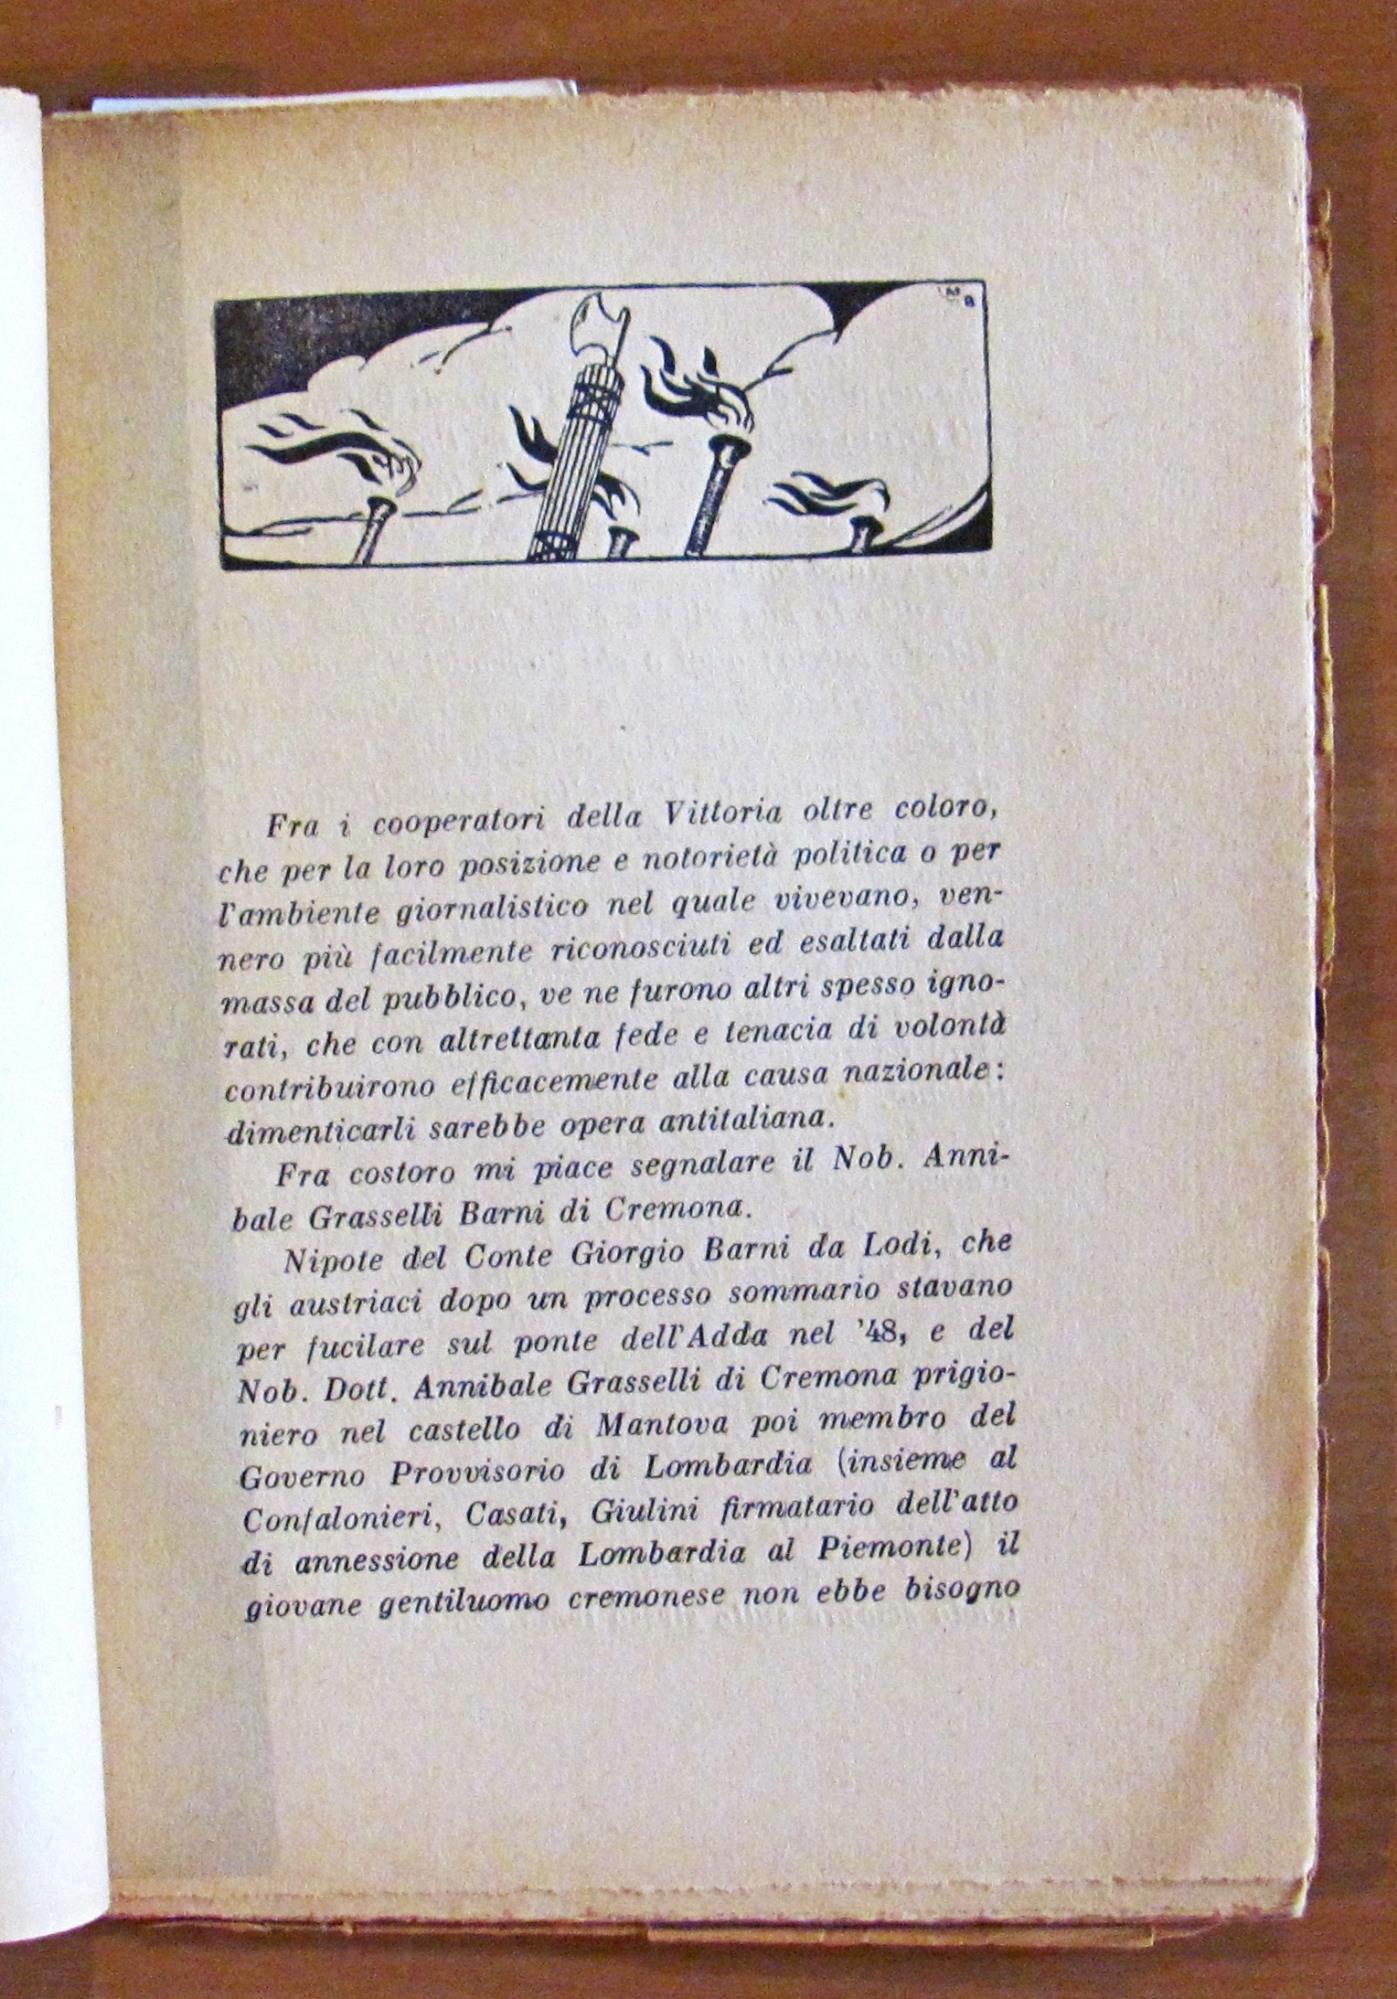 Fra i cooperatori della Vittoria oltre coloro,
che per la loro posizione e notorietà politica o per
l'ambiente giornalistico nel quale vivevano, ven-
nero più facilmente riconosciuti ed esaltati dalla
massa del pubblico, ve ne furono altri spesso igno-
rati, che con altrettanta fede e tenacia di volontà
contribuirono efficacemente alla causa nazionale:
dimenticarli sarebbe opera antitaliana.
Fra costoro mi piace segnalare il Nob. Anni-
bale Grasselli Barni di Cremona.
Nipote del Conte Giorgio Barni da Lodi, che
gli austriaci dopo un processo sommario stavano
per fucilare sul ponte dell'Adda nel '48, e del
Nob. Dott. Annibale Grasselli di Cremona prigio-
niero nel castello di Mantova poi membro del
Governo Provvisorio di Lombardia (insieme al
Confalonieri, Casati, Giulini firmatario dell'atto
di annessione della Lombardia al Piemonte) il
giovane gentiluomo cremonese non ebbe bisogno